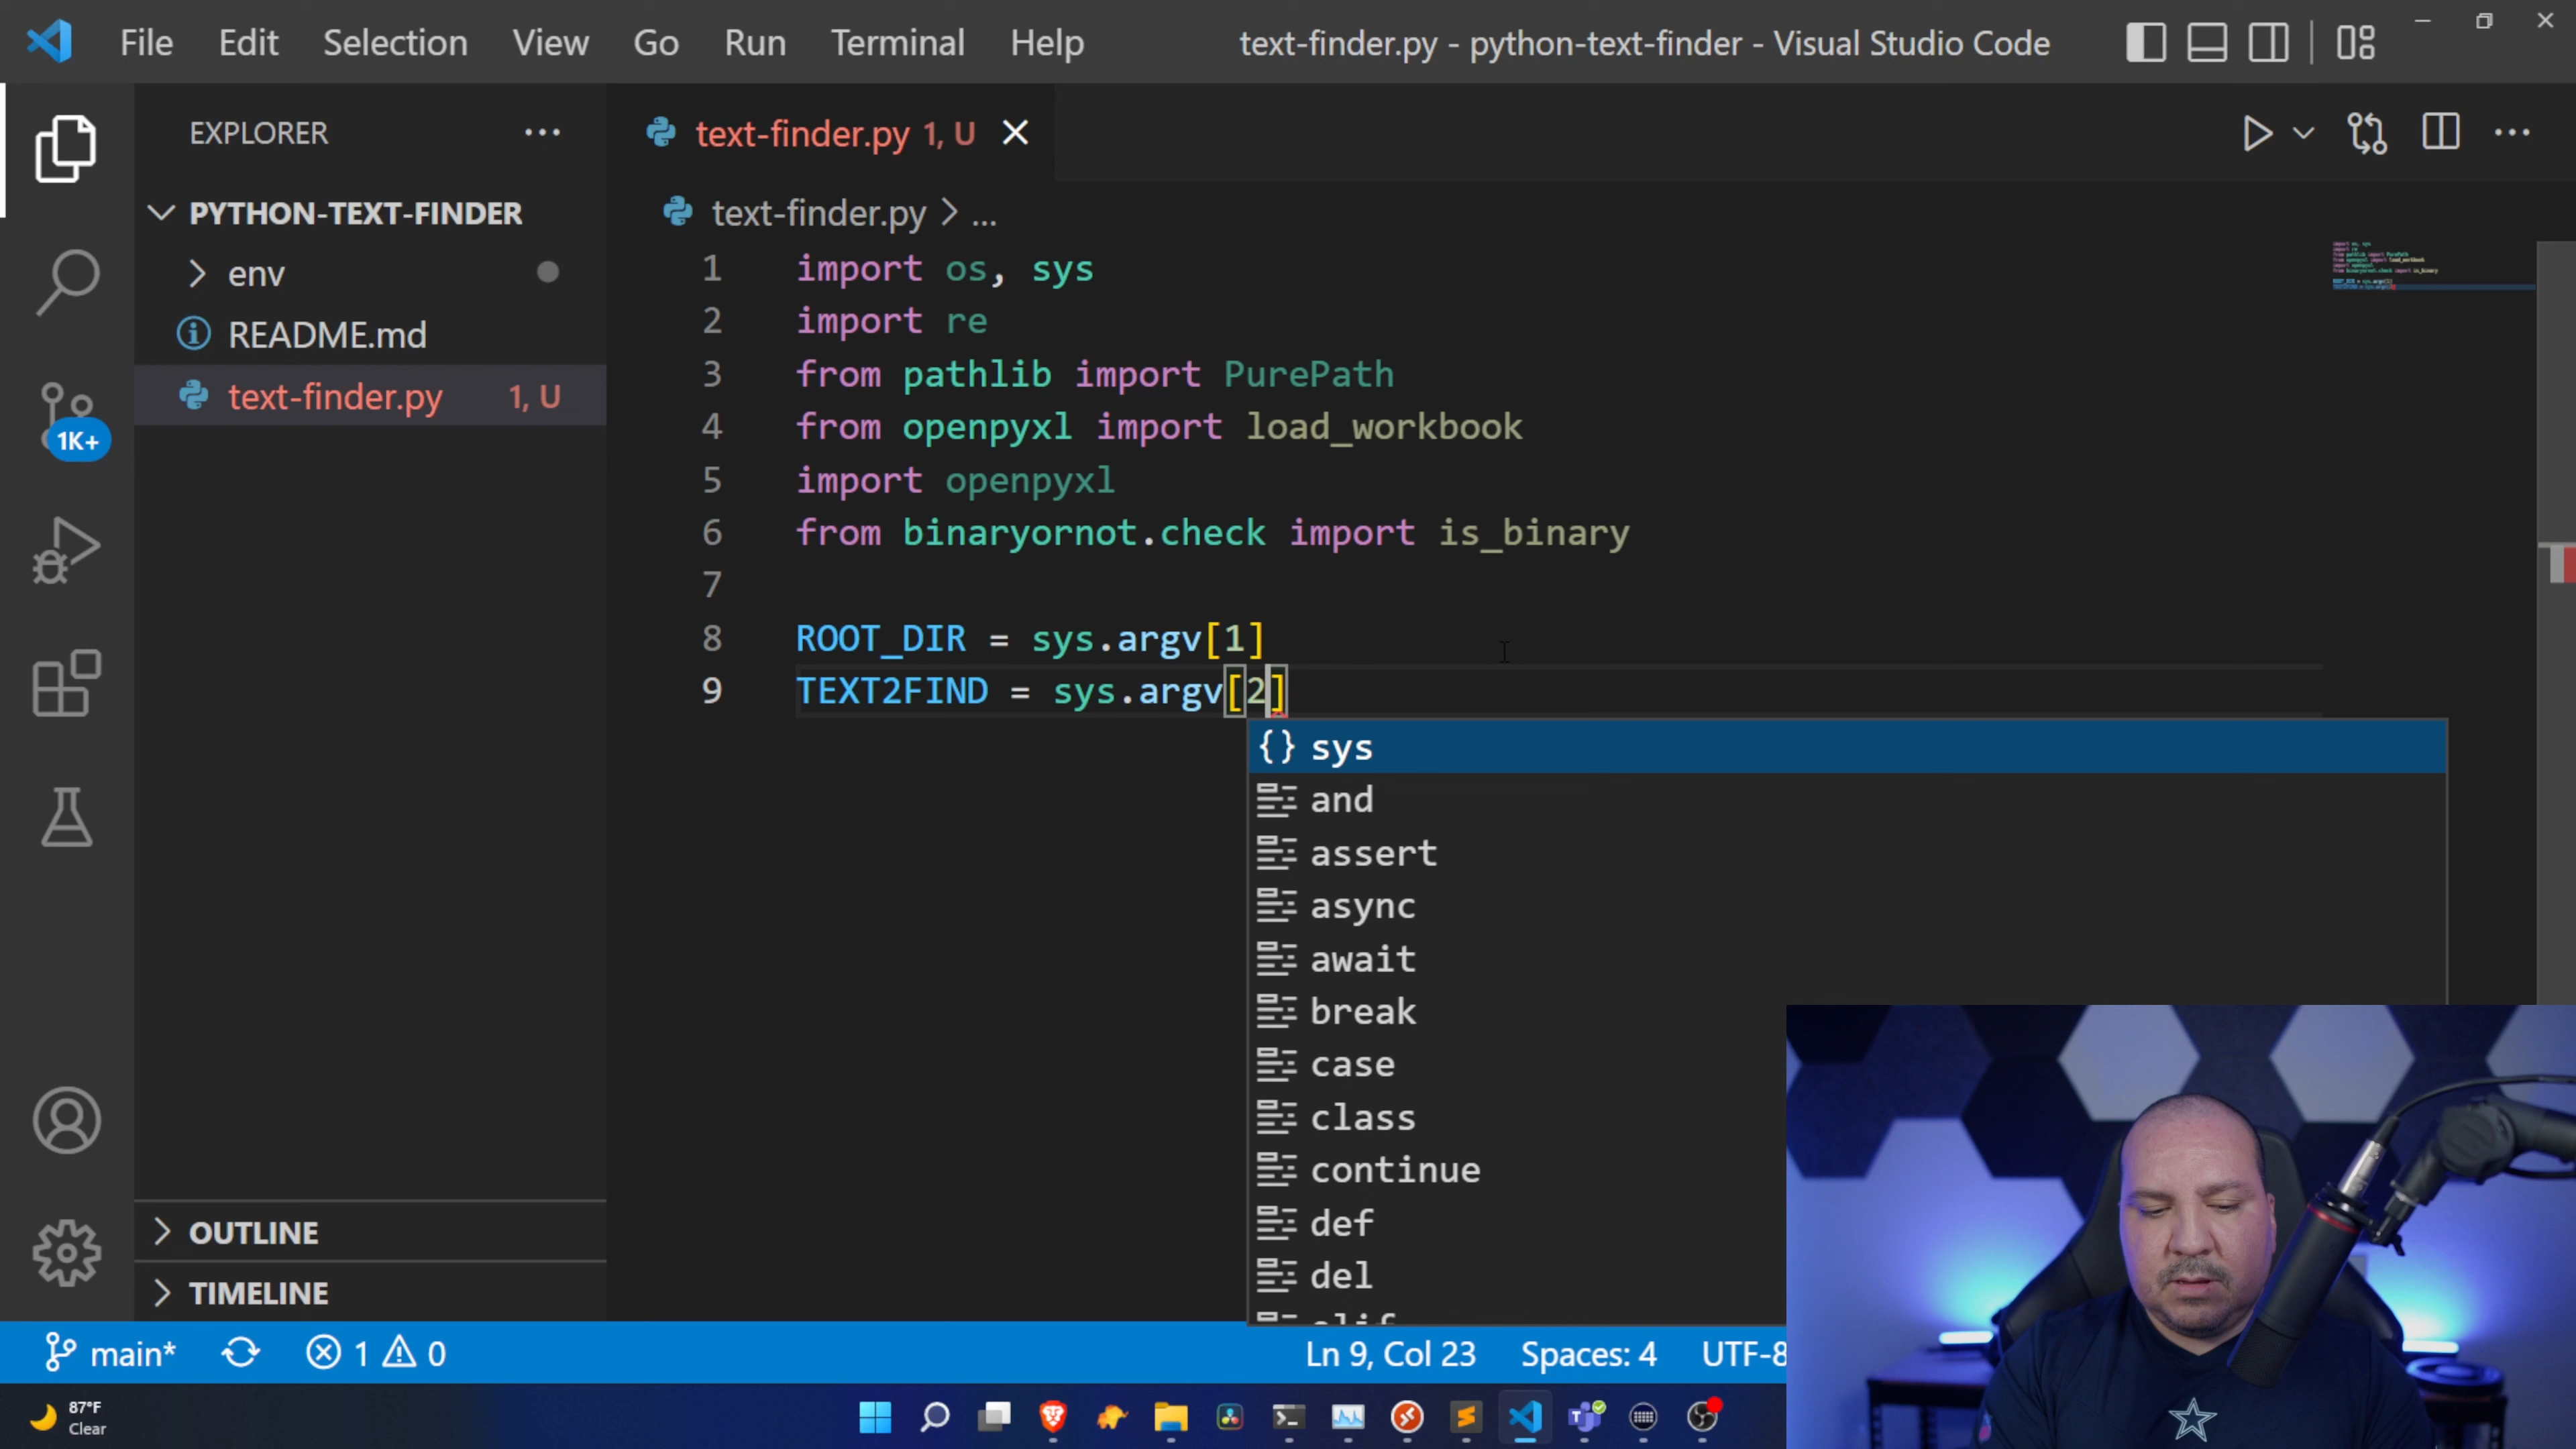 File Edit Selection View Go Run Terminal Help text-finder.py - python-text-finder - Visual Studio Code
EXPLORER
text-finder.py 1, U
PYTHON-TEXT-FINDER
text-finder.py > ...
env
README.md
text-finder.py 1, U
1K+
1 import os, sys
2 import re
3 from pathlib import PurePath
4 from openpyxl import load_workbook
5 import openpyxl
6 from binaryornot.check import is_binary
7
8 ROOT_DIR = sys.argv[1]
9 TEXT2FIND = sys.argv[2]
{} sys
and
assert
async
await
break
case
class
continue
def
del
elif
OUTLINE
TIMELINE
main* 1 0 Ln 9, Col 23 Spaces: 4 UTF-8
87°F
Clear